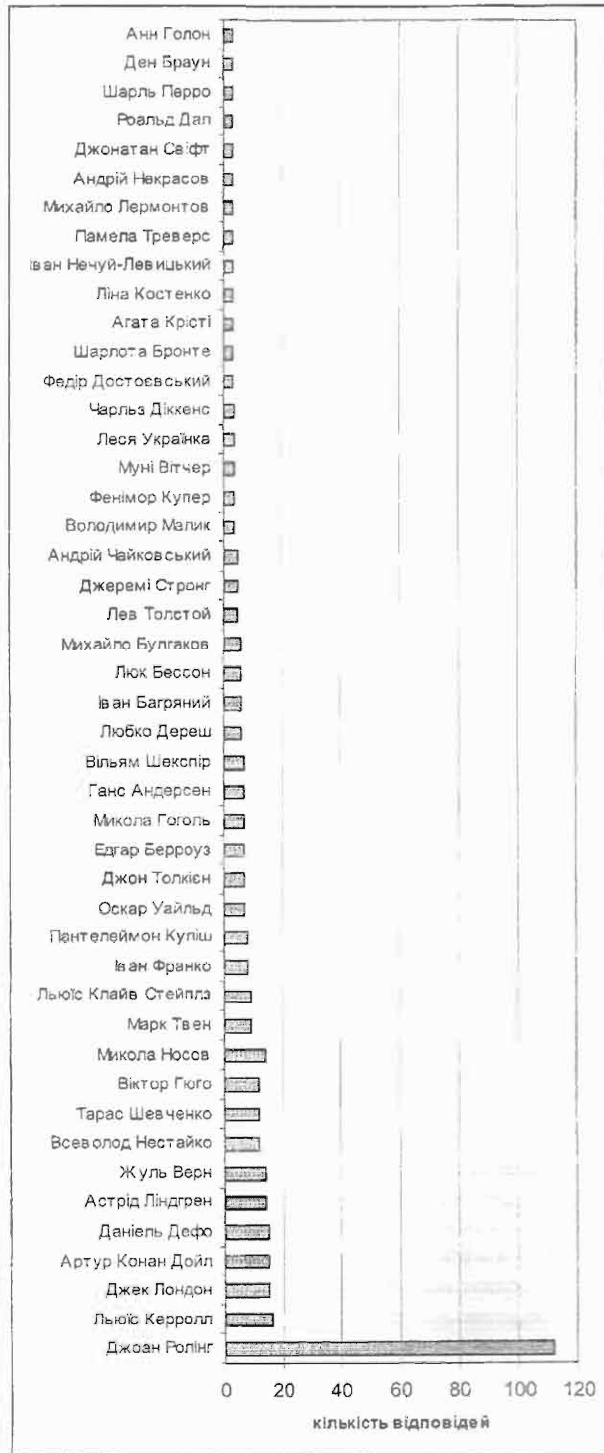 Анн Голон
Ден Браун
Шарль Перро
Роальд Дал
Джонатан Свіфт
Андрій Некрасов
Михайло Лермонтов
Памела Треверс
Іван Нечуй-Левицький
Ліна Костенко
Агата Крісті
Шарлота Бронте
Федір Достоєвський
Чарльз Діккенс
Леся Українка
Муні Вітчер
Фенімор Купер
Володимир Малик
Андрій Чайковський
Джеремі Стронг
Лев Толстой
Михайло Булгаков
Люк Бессон
Іван Багряний
Любко Дереш
Вільям Шекспір
Ганс Андерсен
Микола Гоголь
Едгар Берроуз
Джон Толкієн
Оскар Уайльд
Пантелеймон Куліш
Іван Франко
Льюїс Клайв Стейплз
Марк Твен
Микола Носов
Віктор Гюго
Тарас Шевченко
Всеволод Нестайко
Жуль Верн
Астрід Ліндгрен
Даніель Дефо
Артур Конан Дойл
Джек Лондон
Льюїс Керролл
Джоан Ролінг
0 20 40 60 80 100 120
кількість відповідей